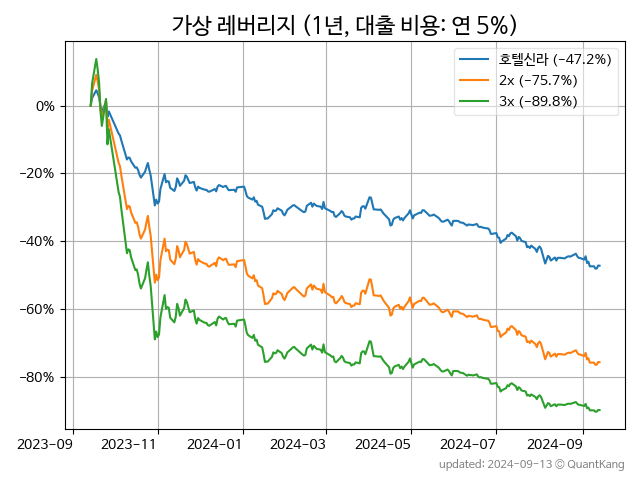 가상 레버리지 (1년, 대출 비용: 연 5%)
호텔신라 (−47.2%)
2x (−75.7%)
3x (−89.8%)
0%
−20%
−40%
−60%
−80%
2023−09 2023−11 2024−01 2024−03 2024−05 2024−07 2024−09
updated: 2024-09-13 © QuantKang